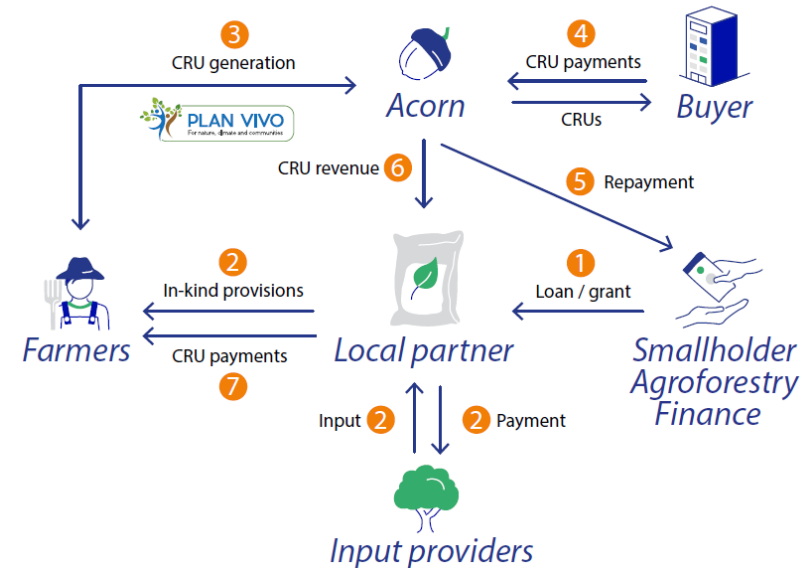 3
CRU generation
PLAN VIVO
For nature, climate and communities
Acorn
4
CRU payments
CRUs
Buyer
CRU revenue 6
5 Repayment
2
In-kind provisions
1
Loan / grant
Farmers
CRU payments
7
Local partner
Smallholder
Agroforestry
Finance
Input 2
2 Payment
Input providers